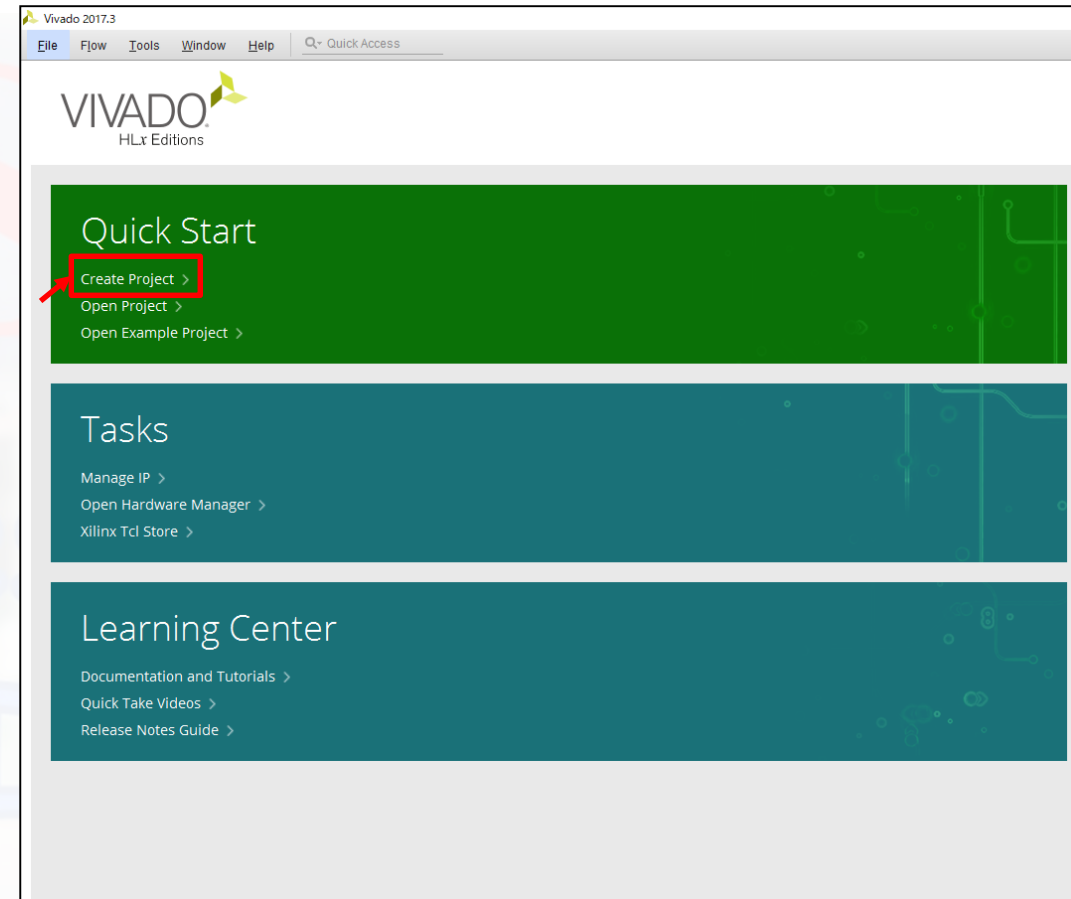 Vivado 2017.3
File Flow Tools Window Help Quick Access
VIVADO.
HLx Editions
Quick Start
Create Project >
Open Project >
Open Example Project >
Tasks
Manage IP >
Open Hardware Manager >
Xilinx Tcl Store >
Learning Center
Documentation and Tutorials >
Quick Take Videos >
Release Notes Guide >